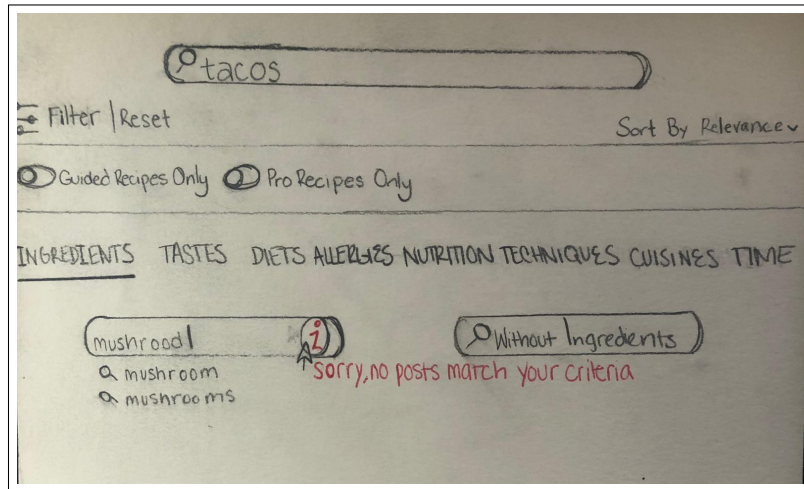 tacos
Filter | Reset
Sort By Relevance
Guided Recipes Only Pro Recipes Only
INGREDIENTS TASTES DIETS ALLERGIES NUTRITION TECHNIQUES CUISINES TIME
mushrood i Without Ingredents
mushroom sorry, no posts match your criteria
mushrooms